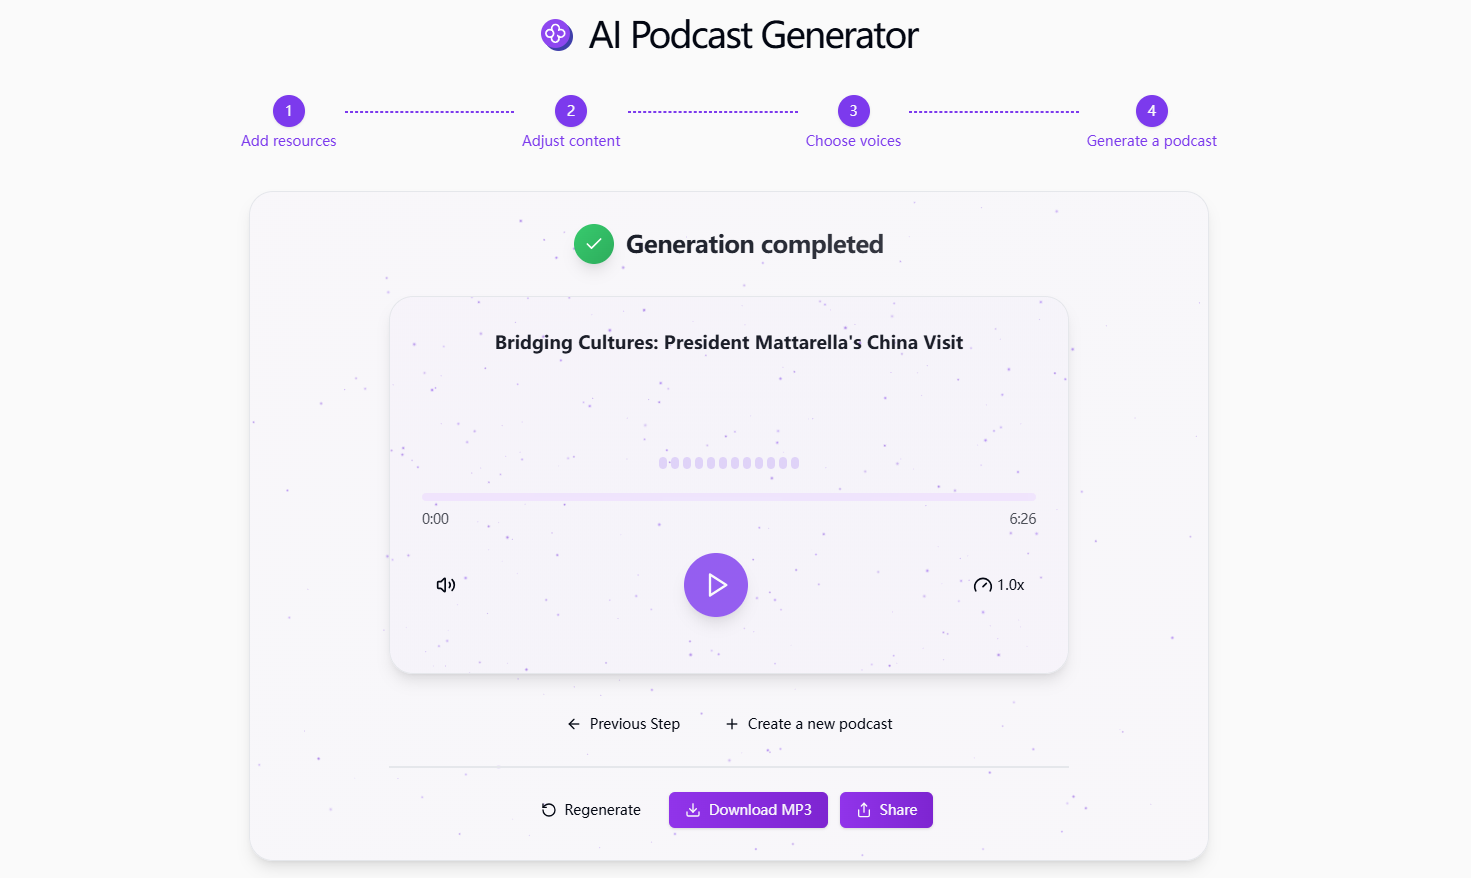 AI Podcast Generator
1
2
3
4
Add resources
Adjust content
Choose voices
Generate a podcast
Generation completed
Bridging Cultures: President Mattarella's China Visit
0:00
6:26
1.0x
Previous Step
Create a new podcast
Regenerate
Download MP3
Share